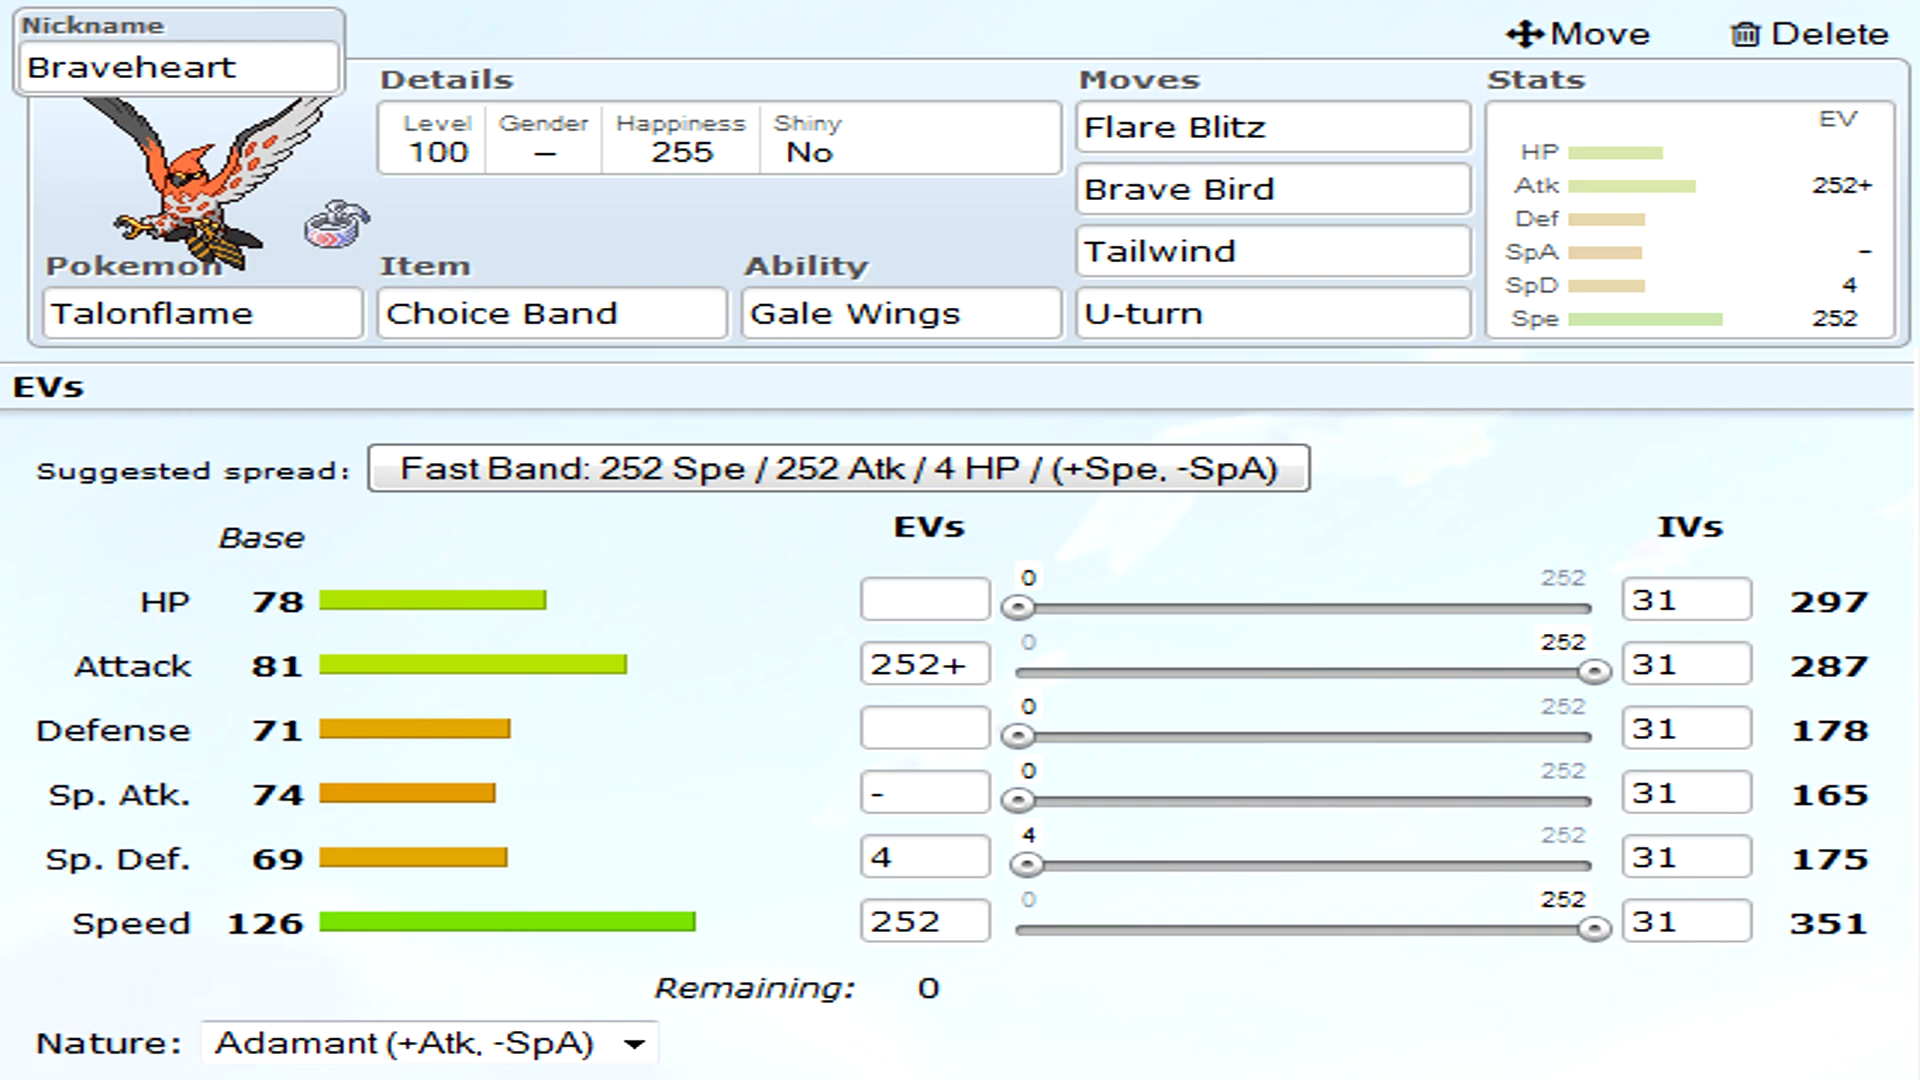 Nickname
Braveheart
Move Delete
Details
Level Gender Happiness Shiny
100 – 255 No
Pokemon Item Ability
Talonflame Choice Band Gale Wings
Moves
Flare Blitz
Brave Bird
Tailwind
U-turn
Stats
EV
HP
Atk 252+
Def
SpA -
SpD 4
Spe 252
EVs
Suggested spread: Fast Band: 252 Spe / 252 Atk / 4 HP / (+Spe, -SpA)
Base EVs IVs
HP 78 0 252 31 297
Attack 81 252+ 0 252 31 287
Defense 71 0 252 31 178
Sp. Atk. 74 - 0 252 31 165
Sp. Def. 69 4 4 252 31 175
Speed 126 252 0 252 31 351
Remaining: 0
Nature: Adamant (+Atk, -SpA)